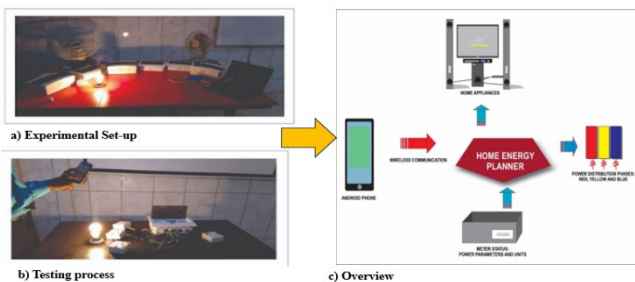 a) Experimental Set-up
b) Testing process
HOME APPLIANCES
ANDROID PHONE
WIRELESS COMMUNICATION
HOME ENERGY
PLANNER
POWER DISTRIBUTION PHASES:
RED, YELLOW AND BLUE
METER STATUS:
POWER PARAMETERS AND UNITS
c) Overview